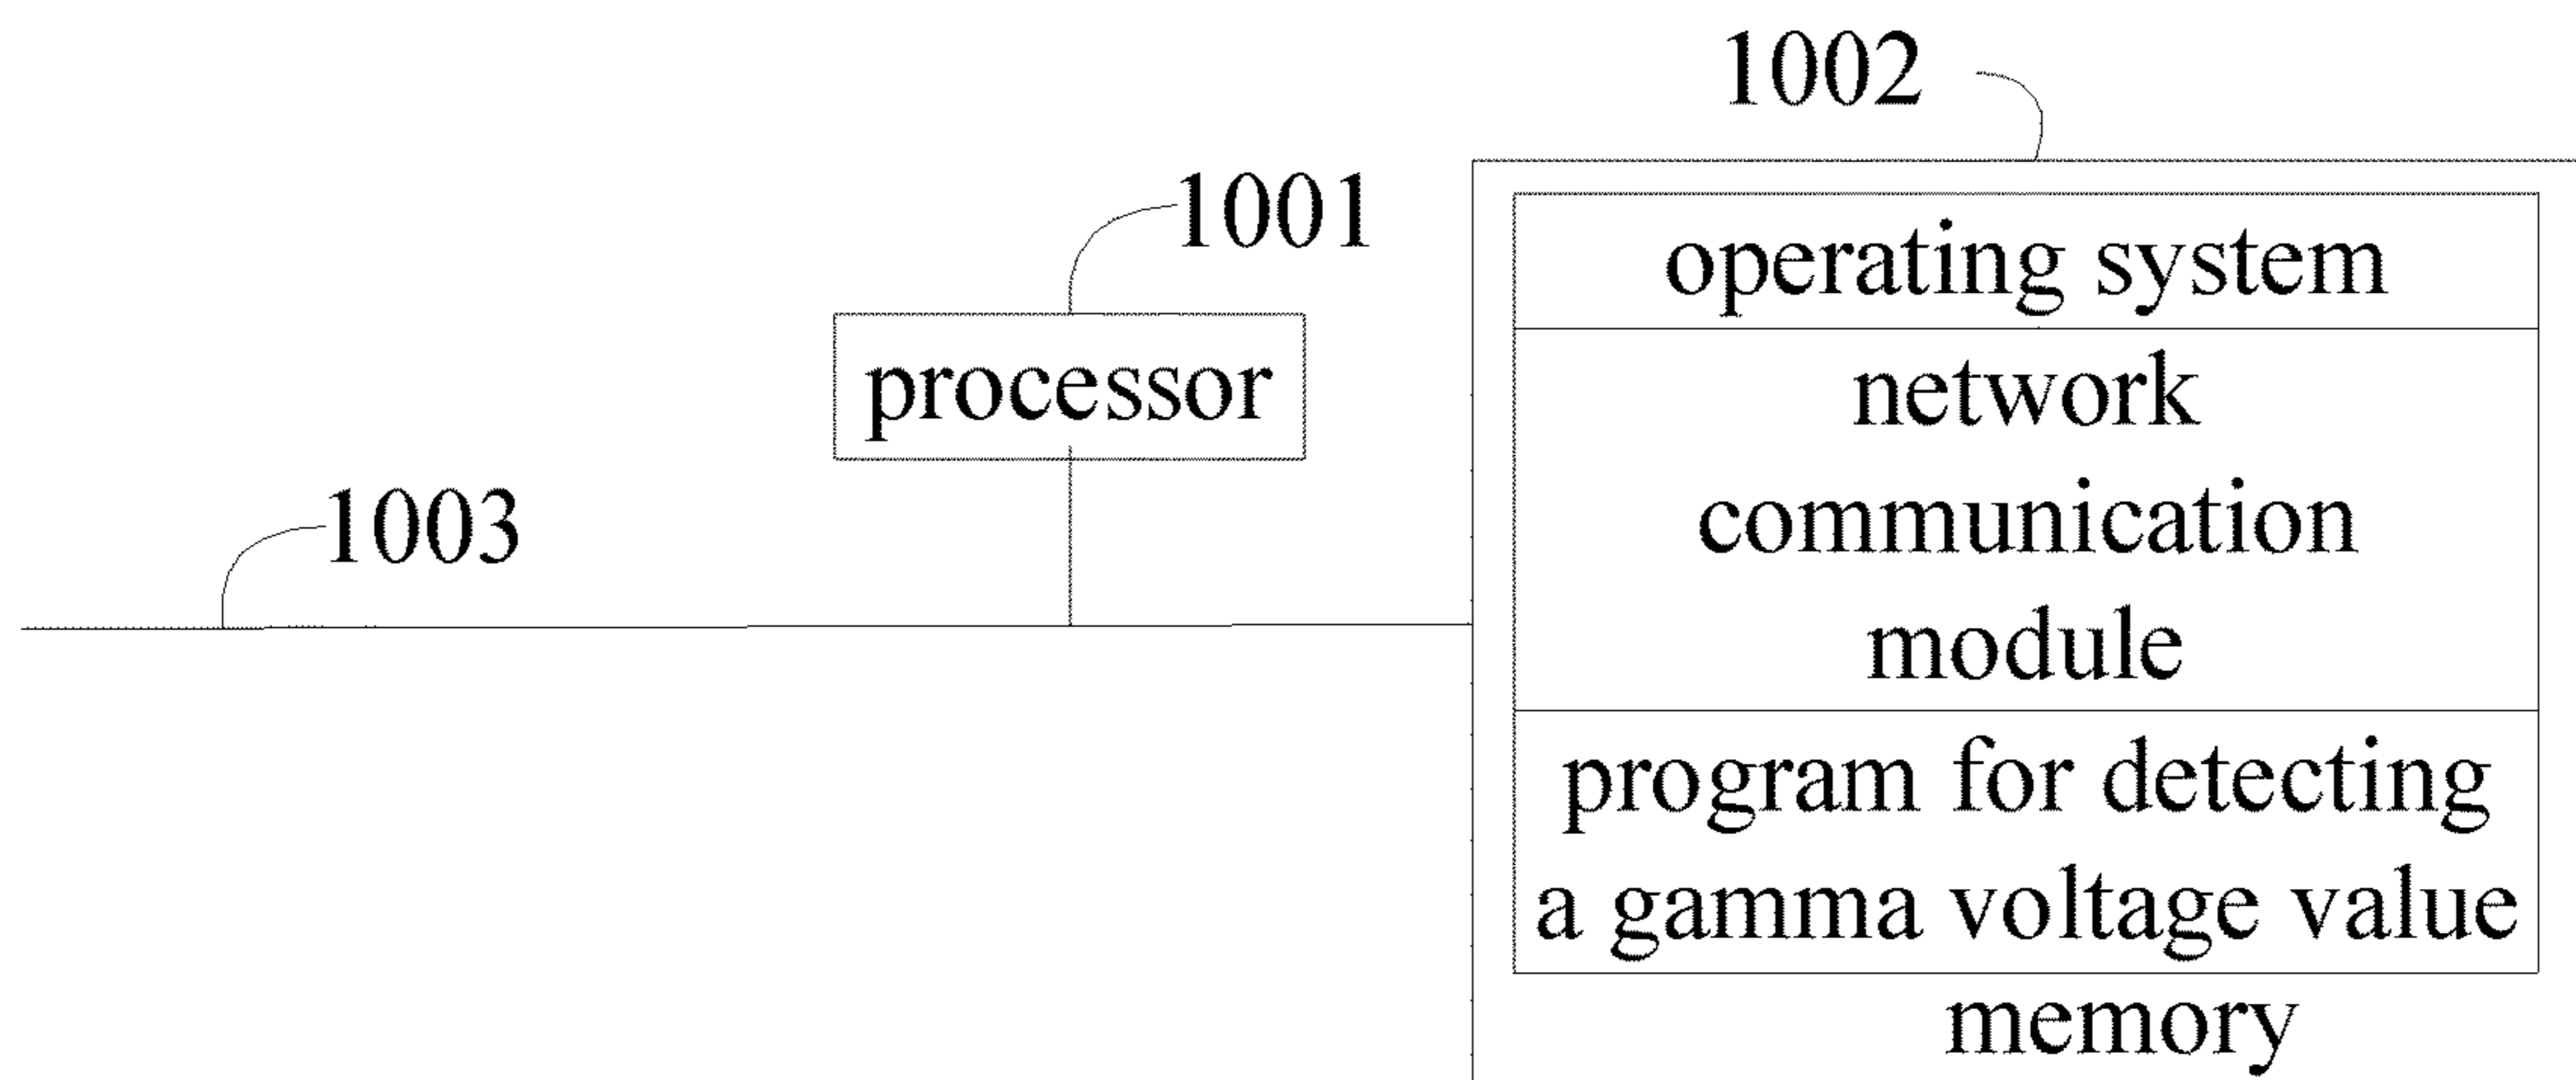 1002
1001
operating system
processor
network
communication
1003
module
program for detecting
a gamma voltage value
memory